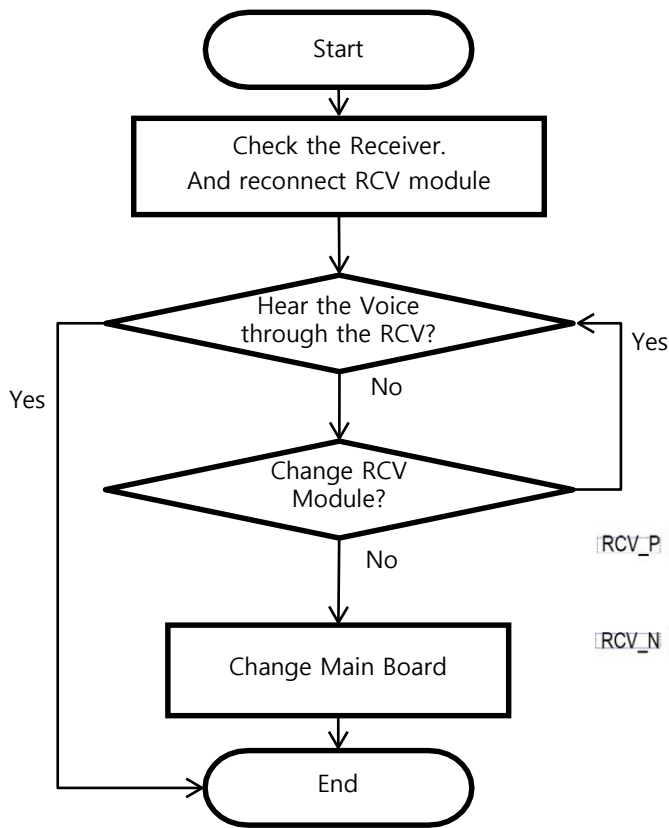 Start
Check the Receiver.
And reconnect RCV module
Hear the Voice
through the RCV?
Yes
Yes
No
Change RCV
Module?
No
RCV_P
RCV_N
Change Main Board
End